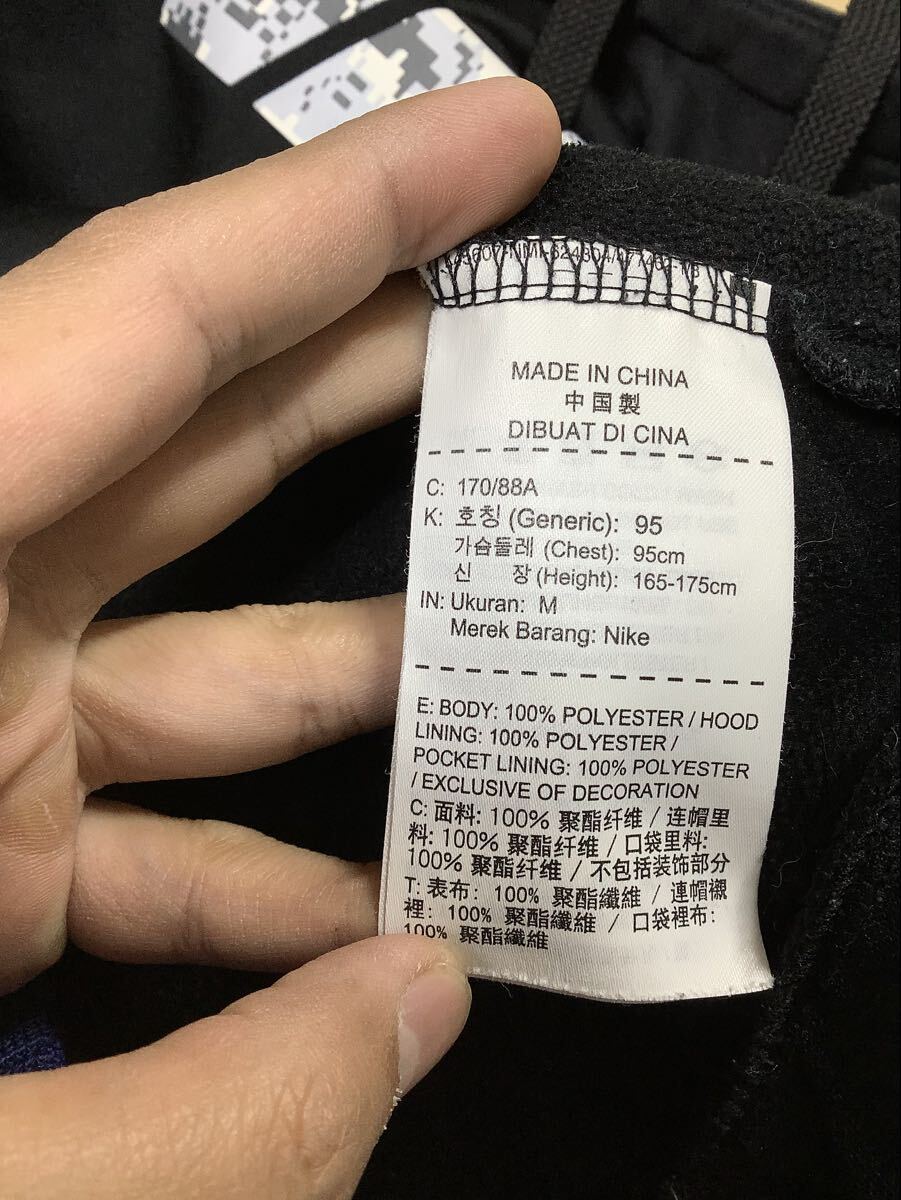 MADE IN CHINA
中国製
DIBUAT DI CINA
C: 170/88A
K: 호칭 (Generic): 95
가슴둘레 (Chest): 95cm
신 장 (Height): 165-175cm
IN: Ukuran: M
Merek Barang: Nike
E: BODY: 100% POLYESTER / HOOD
LINING: 100% POLYESTER /
POCKET LINING: 100% POLYESTER
/ EXCLUSIVE OF DECORATION
C: 面料: 100% 聚酯纤维 / 连帽里
料: 100% 聚酯纤维 / 口袋里料:
100% 聚酯纤维 / 不包括装饰部分
T: 表布: 100% 聚酯纖維 / 連帽襯
裡: 100% 聚酯纖維 / 口袋裡布:
100% 聚酯纖維